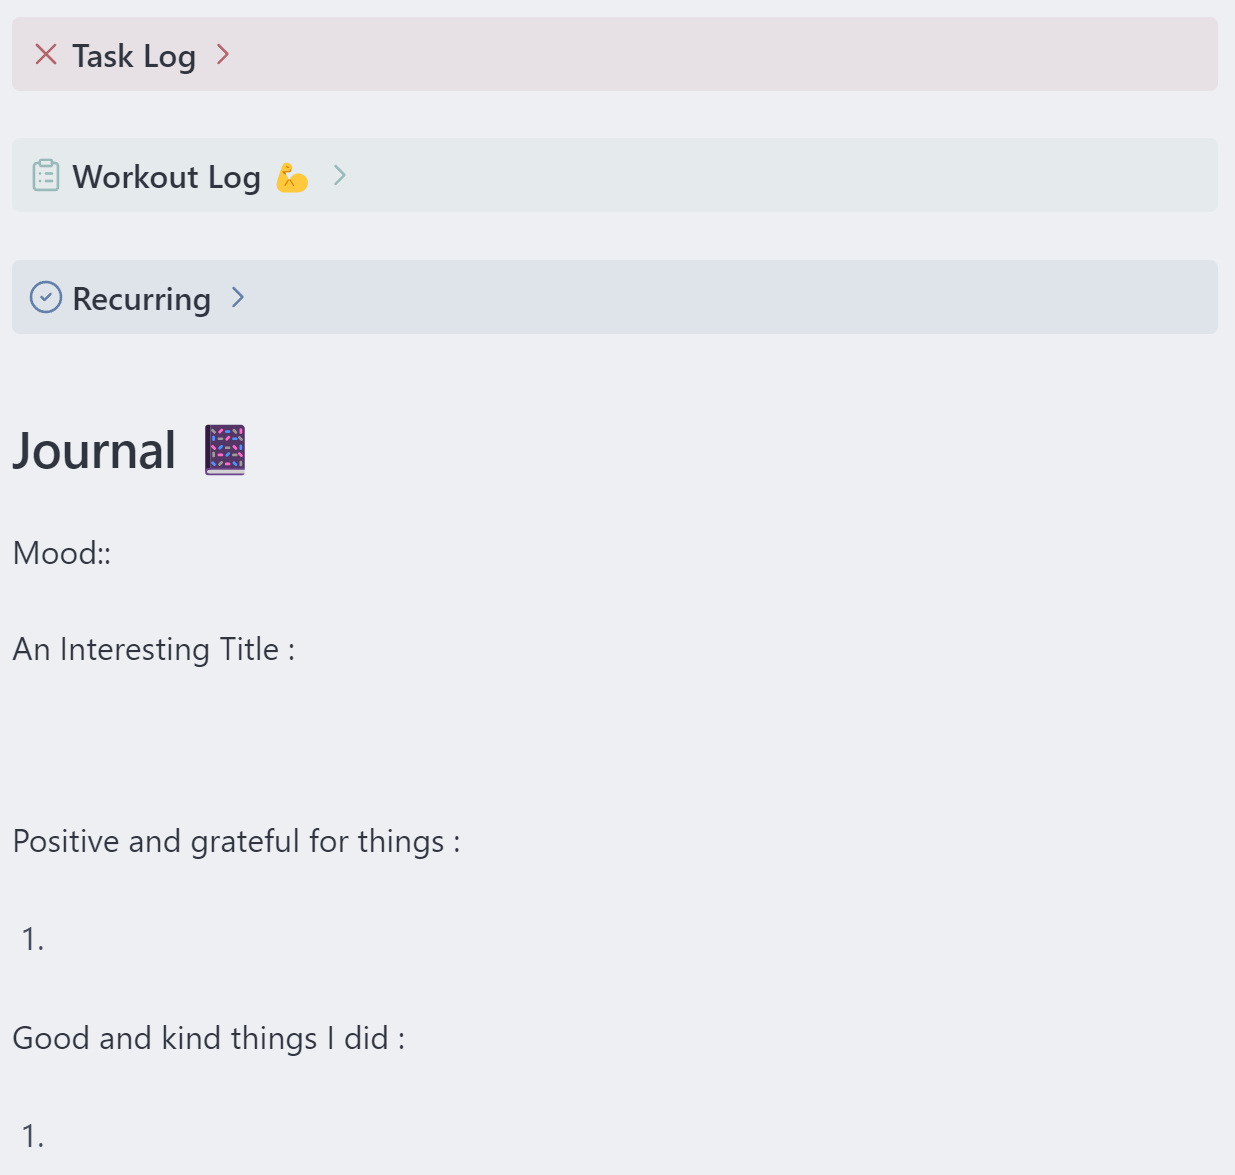 Task Log
Workout Log 💪
Recurring
Journal 📓
Mood::
An Interesting Title :
Positive and grateful for things :
1.
Good and kind things I did :
1.